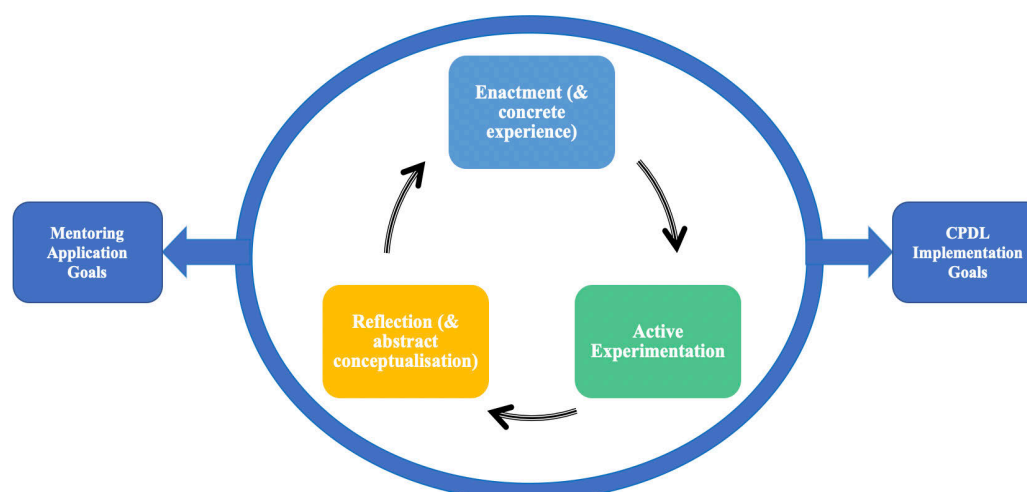 Enactment (&
concrete
experience)
Mentoring
Application
Goals
CPDL
Implementation
Goals
Reflection (&
abstract
conceptualisation)
Active
Experimentation